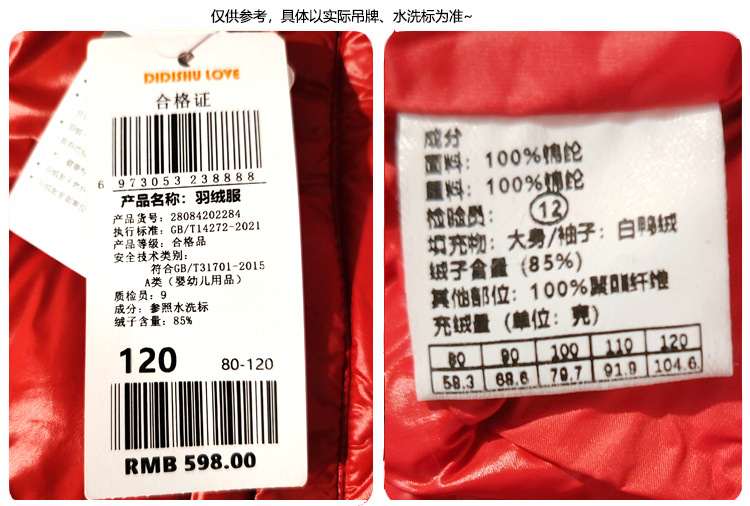 仅供参考，具体以实际吊牌、水洗标为准~
DIDISHU LOVE
合格证
6 973053 238888
产品名称: 羽绒服
产品货号: 28084202284
执行标准: GB/T14272-2021
产品等级: 合格品
安全技术类别:
符合GB/T31701-2015
A类（婴幼儿用品）
质检员: 9
成分: 参照水洗标
绒子含量: 85%
120 80-120
RMB 598.00
成分
面料: 100%锦纶
里料: 100%锦纶
检验员: 12
填充物: 大身/袖子: 白鸭绒
绒子含量 (85%)
其他部位: 100%聚酯纤维
充绒量 (单位: 克)
80 90 100 110 120
58.3 68.6 79.7 91.9 104.6